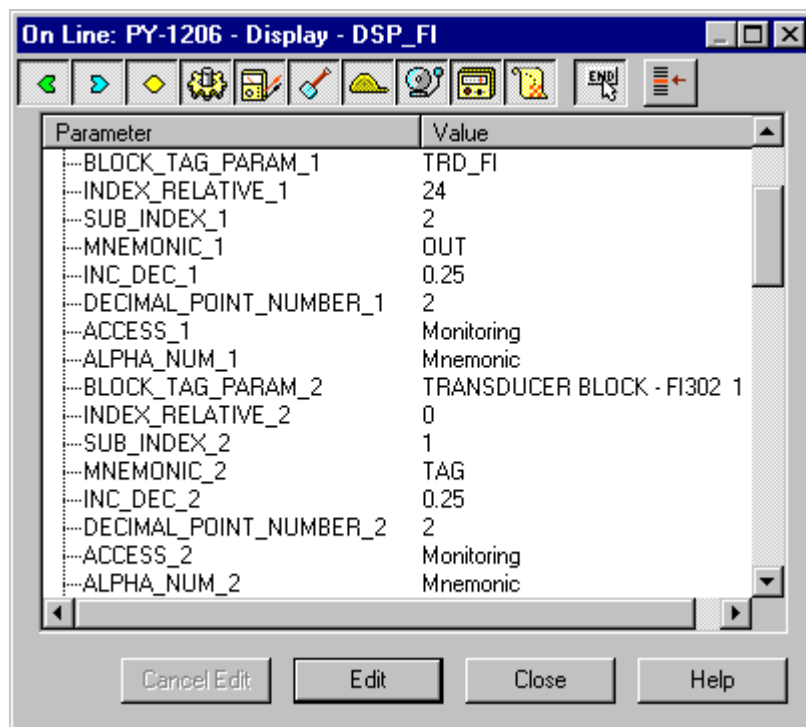 On Line: PY-1206 - Display - DSP_FI
END
Parameter Value
BLOCK_TAG_PARAM_1 TRD_FI
INDEX_RELATIVE_1 24
SUB_INDEX_1 2
MNEMONIC_1 OUT
INC_DEC_1 0.25
DECIMAL_POINT_NUMBER_1 2
ACCESS_1 Monitoring
ALPHA_NUM_1 Mnemonic
BLOCK_TAG_PARAM_2 TRANSDUCER BLOCK - FI302 1
INDEX_RELATIVE_2 0
SUB_INDEX_2 1
MNEMONIC_2 TAG
INC_DEC_2 0.25
DECIMAL_POINT_NUMBER_2 2
ACCESS_2 Monitoring
ALPHA_NUM_2 Mnemonic
Cancel Edit Edit Close Help